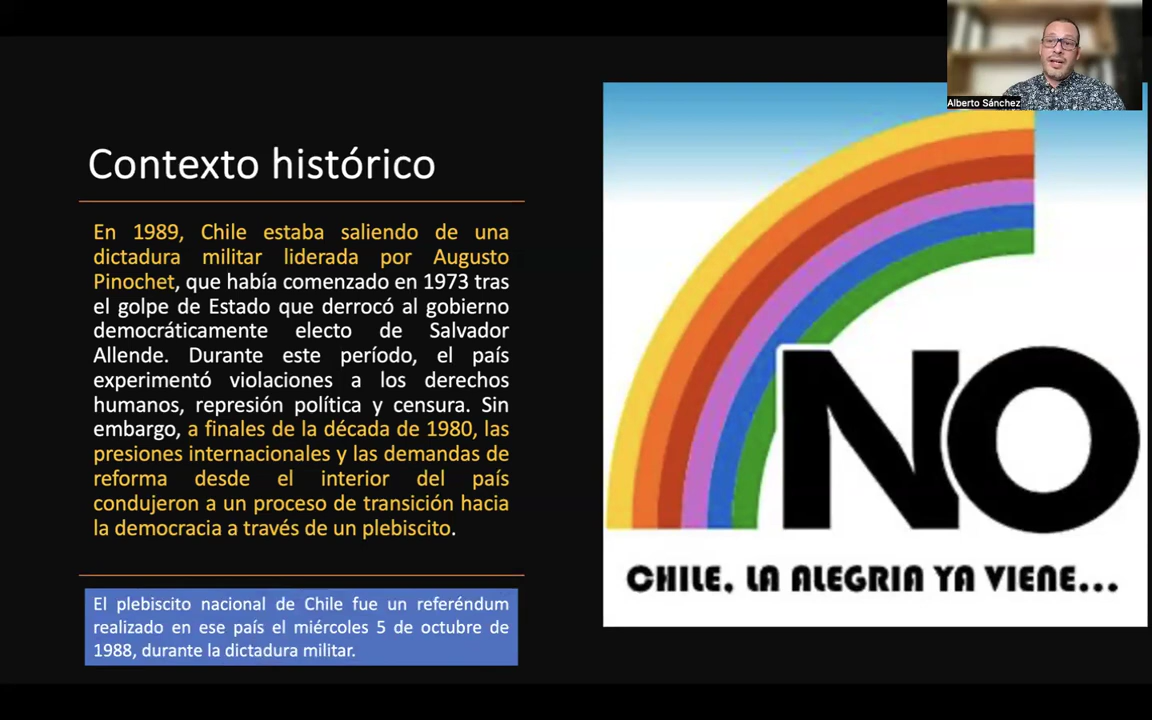 Alberto Sánchez
Contexto histórico
En 1989, Chile estaba saliendo de una
dictadura militar liderada por Augusto
Pinochet, que había comenzado en 1973 tras
el golpe de Estado que derrocó al gobierno
democráticamente electo de Salvador
Allende. Durante este período, el país
experimentó violaciones a los derechos
humanos, represión política y censura. Sin
embargo, a finales de la década de 1980, las
presiones internacionales y las demandas de
reforma desde el interior del país
condujeron a un proceso de transición hacia
la democracia a través de un plebiscito.
El plebiscito nacional de Chile fue un referéndum
realizado en ese país el miércoles 5 de octubre de
1988, durante la dictadura militar.
NO
CHILE, LA ALEGRIA YA VIENE...